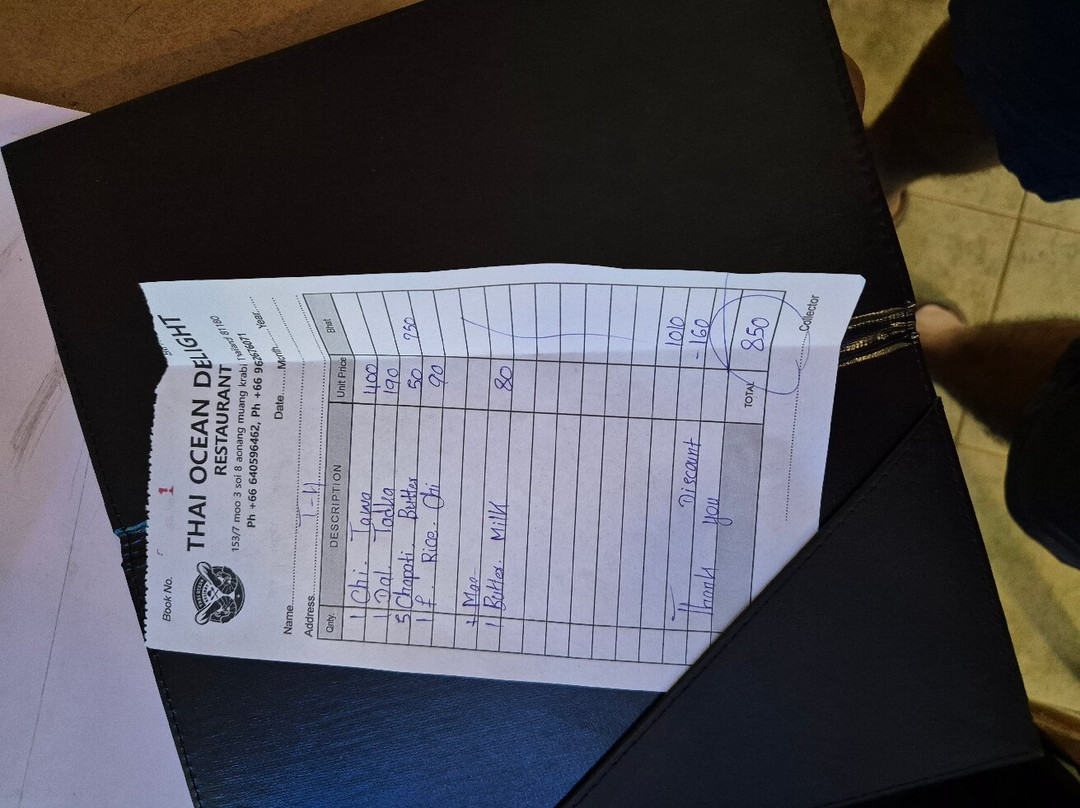 Book No.
1
THAI OCEAN DELIGHT
RESTAURANT
153/7 moo 3 soi 8 aonang muang krabi Thailand 81180
Ph +66 640596462, Ph +66 962676071
Name
Date Month Year
Address
Qnty. DESCRIPTION Unit Price Bht
1 Chi. Tawa 400
1 Dal. Tadka 190
5 Chapati. Butter 50 250
1 P Rice. Chi 90
1 Butter. Milk 80
1010
Discount - 160
Thank you
TOTAL 850
Collector